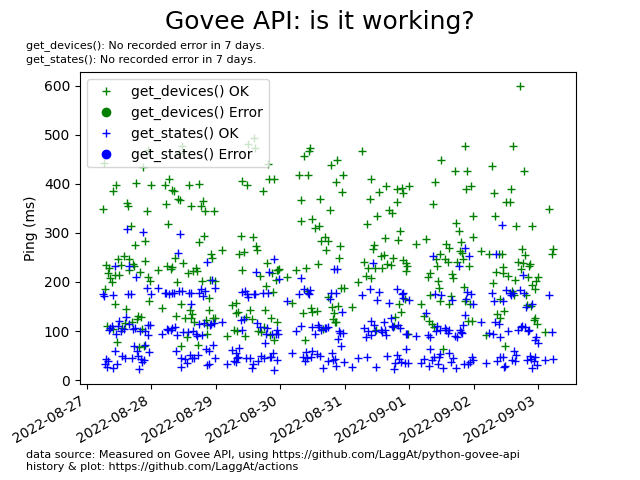 Govee API: is it working?
get_devices(): No recorded error in 7 days.
get_states(): No recorded error in 7 days.
get_devices() OK
get_devices() Error
get_states() OK
get_states() Error
Ping (ms)
600
500
400
300
200
100
0
2022-08-27
2022-08-28
2022-08-29
2022-08-30
2022-08-31
2022-09-01
2022-09-02
2022-09-03
data source: Measured on Govee API, using https://github.com/LaggAt/python-govee-api
history & plot: https://github.com/LaggAt/actions